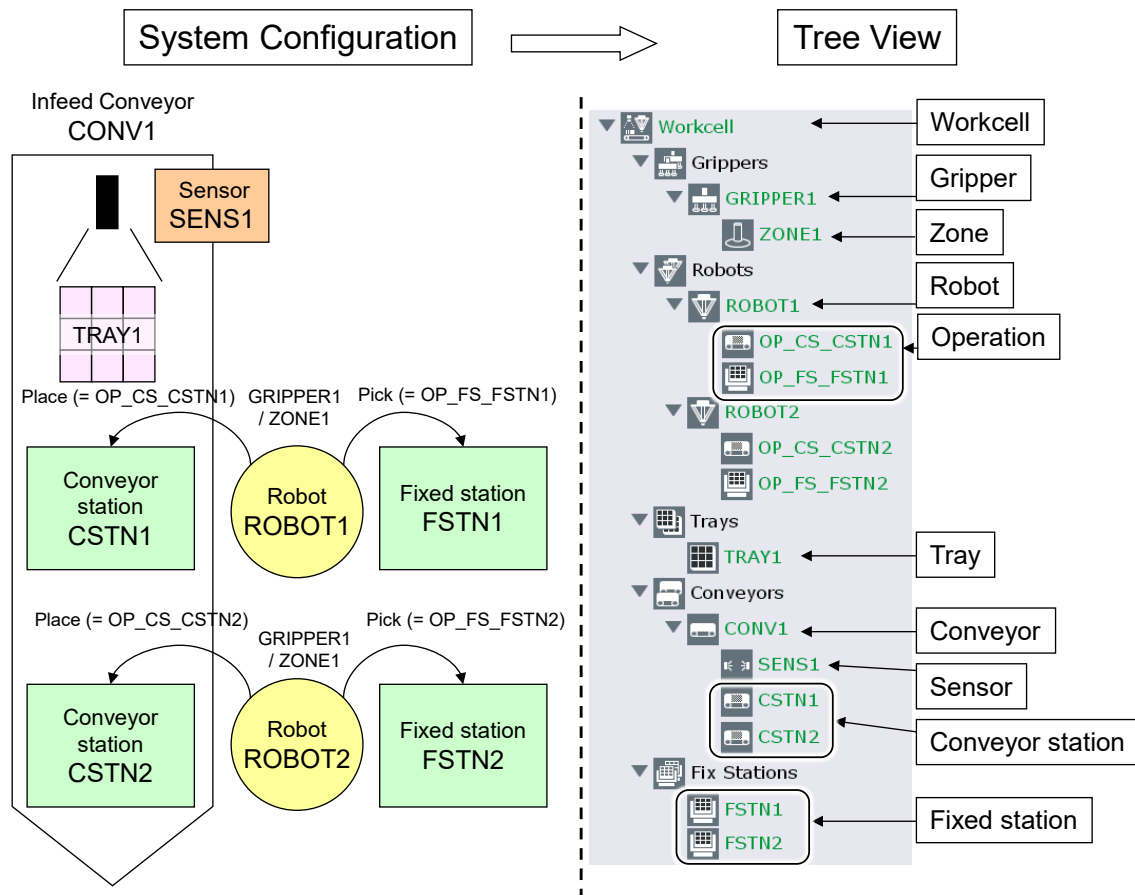 System Configuration
Tree View
Infeed Conveyor
CONV1
Sensor
SENS1
TRAY1
Place (= OP_CS_CSTN1)
GRIPPER1
/ ZONE1
Pick (= OP_FS_FSTN1)
Conveyor
station
CSTN1
Robot
ROBOT1
Fixed station
FSTN1
Place (= OP_CS_CSTN2)
GRIPPER1
/ ZONE1
Pick (= OP_FS_FSTN2)
Conveyor
station
CSTN2
Robot
ROBOT2
Fixed station
FSTN2
Workcell
Grippers
GRIPPER1
ZONE1
Robots
ROBOT1
OP_CS_CSTN1
OP_FS_FSTN1
ROBOT2
OP_CS_CSTN2
OP_FS_FSTN2
Trays
TRAY1
Conveyors
CONV1
SENS1
CSTN1
CSTN2
Fix Stations
FSTN1
FSTN2
Workcell
Gripper
Zone
Robot
Operation
Tray
Conveyor
Sensor
Conveyor station
Fixed station